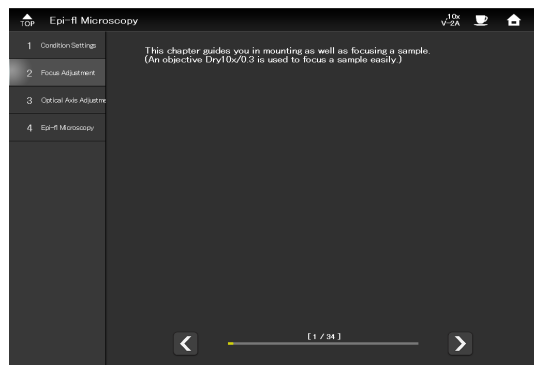 TOP Epi-fl Microscopy
10x
V-2A
1 Condition Settings
2 Focus Adjustment
3 Optical Axis Adjustme
4 Epi-fl Microscopy
This chapter guides you in mounting as well as focusing a sample.
(An objective Dry10x/0.3 is used to focus a sample easily.)
[ 1 / 34 ]